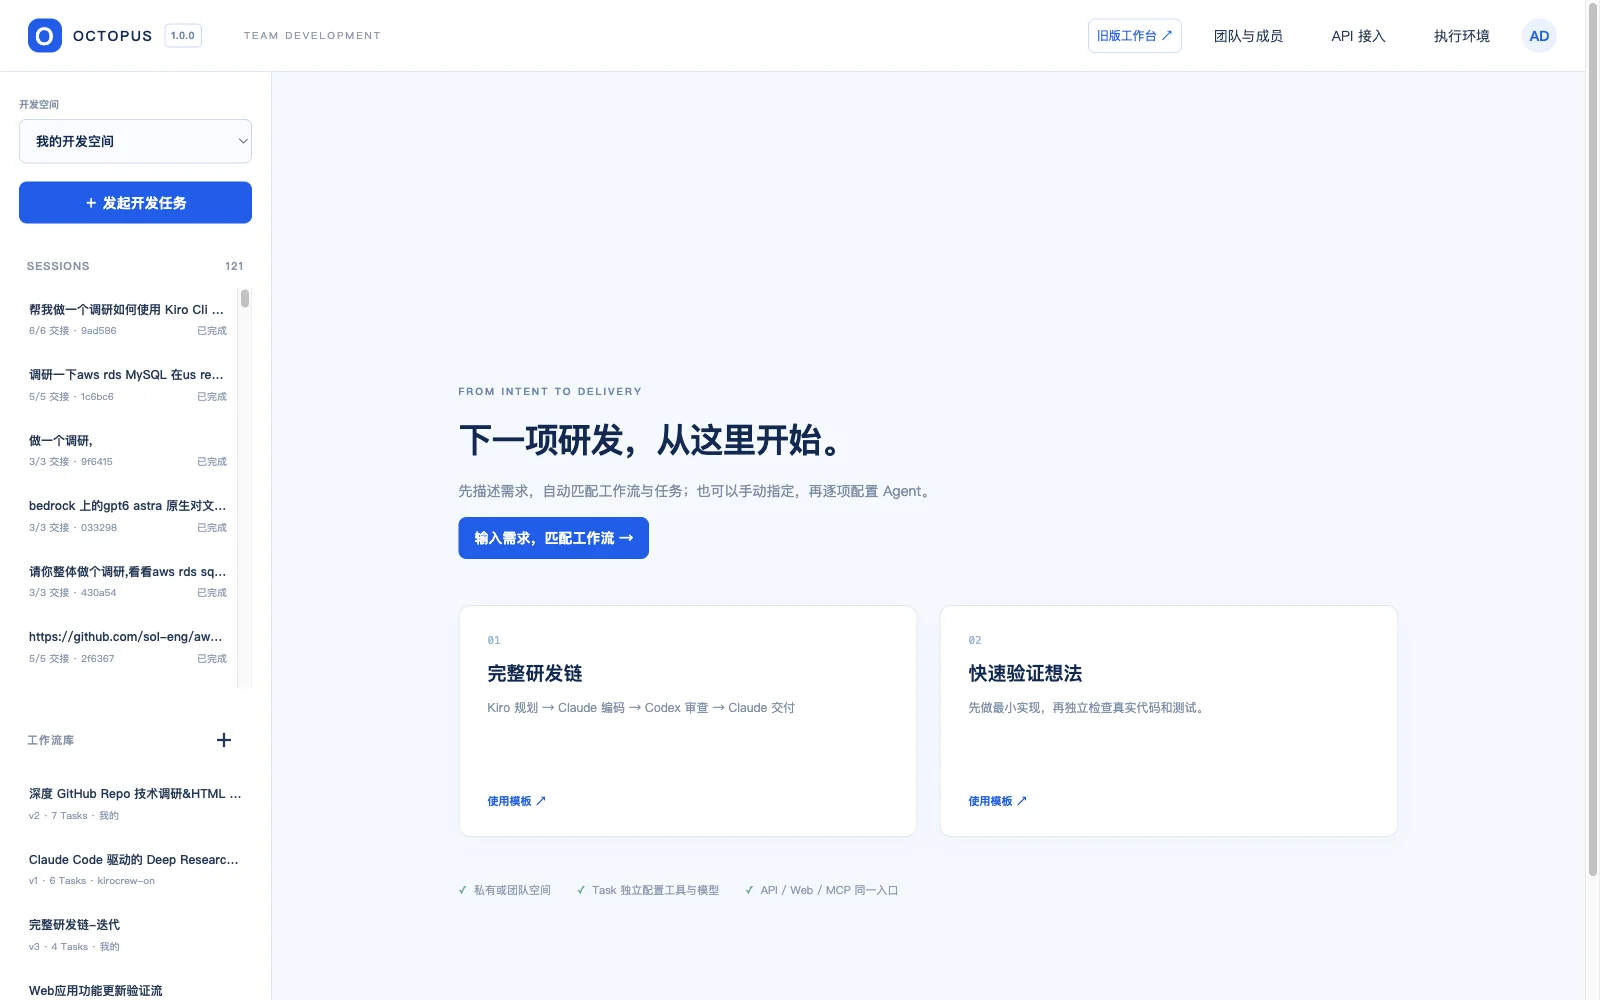 O OCTOPUS 1.0.0 TEAM DEVELOPMENT 旧版工作台 ↗ 团队与成员 API 接入 执行环境 AD
开发空间
我的开发空间
+ 发起开发任务
SESSIONS 121
帮我做一个调研如何使用 Kiro Cli ...
6/6 交接 · 9ad586 已完成
调研一下aws rds MySQL 在us re...
5/5 交接 · 1c6bc6 已完成
做一个调研,
3/3 交接 · 9f6415 已完成
bedrock 上的gpt6 astra 原生对文...
3/3 交接 · 033298 已完成
请你整体做个调研,看看aws rds sq...
3/3 交接 · 430a54 已完成
https://github.com/sol-eng/aw...
5/5 交接 · 2f6367 已完成
工作流库 +
深度 GitHub Repo 技术调研&HTML ...
v2 · 7 Tasks · 我的
Claude Code 驱动的 Deep Researc...
v1 · 6 Tasks · kirocrew-on
完整研发链-迭代
v3 · 4 Tasks · 我的
Web应用功能更新验证流
FROM INTENT TO DELIVERY
下一项研发，从这里开始。
先描述需求，自动匹配工作流与任务；也可以手动指定，再逐项配置 Agent。
输入需求，匹配工作流 →
01
完整研发链
Kiro 规划 → Claude 编码 → Codex 审查 → Claude 交付
使用模板 ↗
02
快速验证想法
先做最小实现，再独立检查真实代码和测试。
使用模板 ↗
✓ 私有或团队空间 ✓ Task 独立配置工具与模型 ✓ API / Web / MCP 同一入口